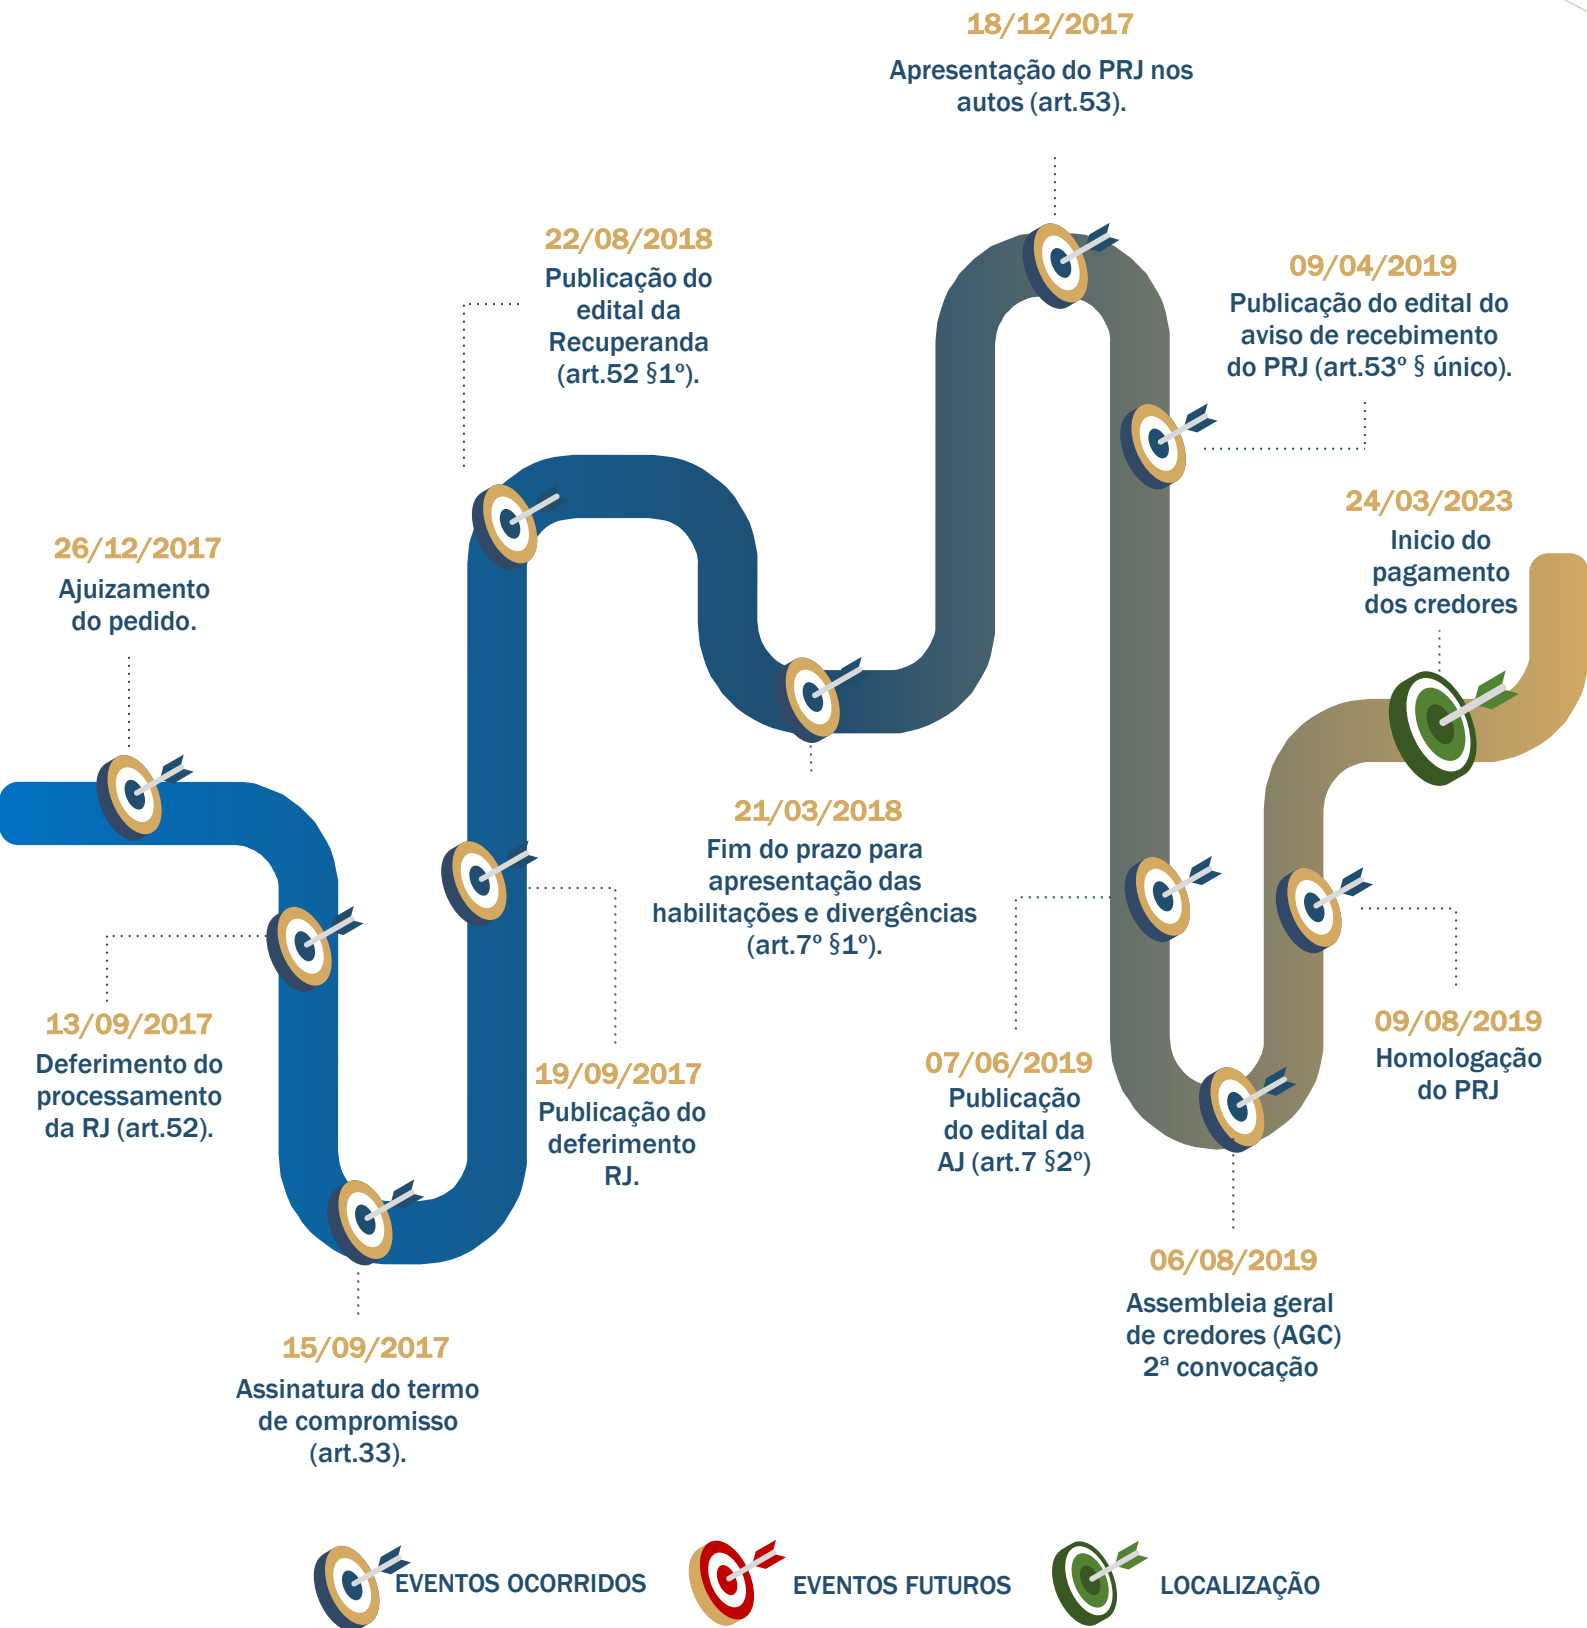 18/12/2017
Apresentação do PRJ nos
autos (art.53).
22/08/2018
Publicação do
edital da
Recuperanda
(art.52 §1º).
09/04/2019
Publicação do edital do
aviso de recebimento
do PRJ (art.53º § único).
24/03/2023
Inicio do
pagamento
dos credores
26/12/2017
Ajuizamento
do pedido.
21/03/2018
Fim do prazo para
apresentação das
habilitações e divergências
(art.7º §1º).
13/09/2017
Deferimento do
processamento
da RJ (art.52).
19/09/2017
Publicação do
deferimento
RJ.
07/06/2019
Publicação
do edital da
AJ (art.7 §2º)
09/08/2019
Homologação
do PRJ
06/08/2019
Assembleia geral
de credores (AGC)
2ª convocação
15/09/2017
Assinatura do termo
de compromisso
(art.33).
EVENTOS OCORRIDOS
EVENTOS FUTUROS
LOCALIZAÇÃO